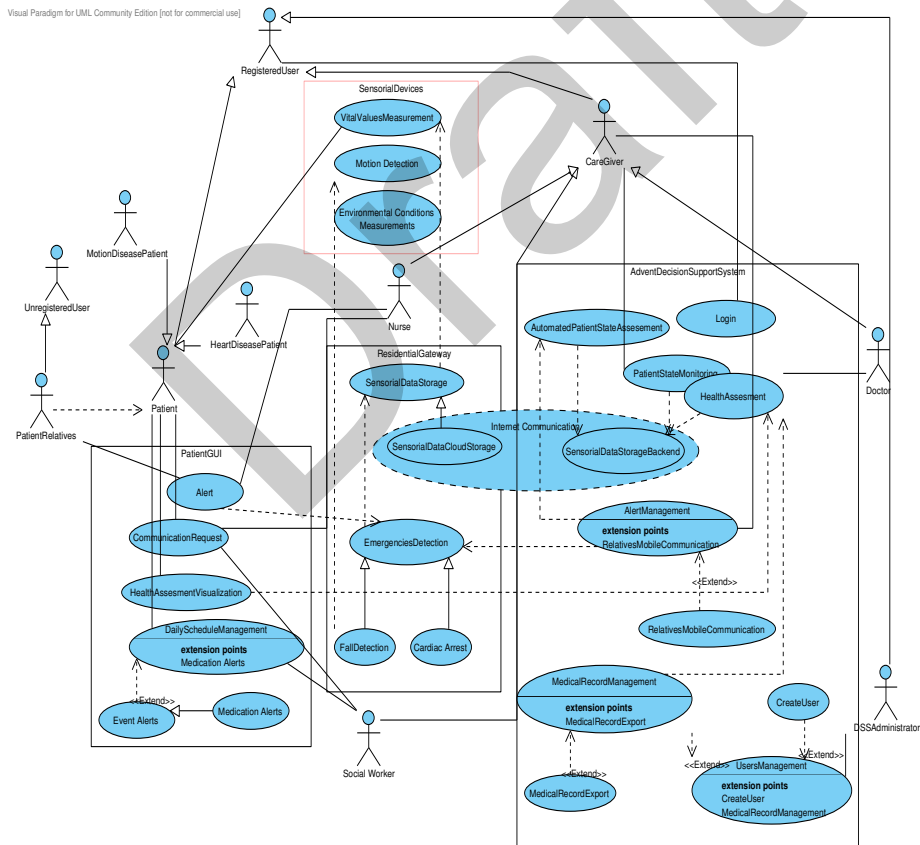 Visual Paradigm for UML Community Edition [not for commercial use]
Draft
RegisteredUser
SensorialDevices
VitalValuesMeasurement
CareGiver
Motion Detection
Environmental Conditions
Measurements
MotionDiseasePatient
UnregisteredUser
HeartDiseasePatient
Nurse
AdventDecisionSupportSystem
AutomatedPatientStateAssesement
Login
ResidentialGateway
PatientStateMonitoring
SensorialDataStorage
HealthAssesment
Doctor
Patient
PatientRelatives
Internet Communication
SensorialDataCloudStorage
SensorialDataStorageBackend
PatientGUI
Alert
AlertManagement
extension points
RelativesMobileCommunication
CommunicationRequest
EmergenciesDetection
<<Extend>>
HealthAssesmentVisualization
DailyScheduleManagement
extension points
Medication Alerts
FallDetection
Cardiac Arrest
RelativesMobileCommunication
<<Extend>>
Event Alerts
Medication Alerts
MedicalRecordManagement
extension points
MedicalRecordExport
CreateUser
DSSAdministrator
Social Worker
<<Extend>>
<<Extend>>
<<Extend>>
UsersManagement
extension points
CreateUser
MedicalRecordManagement
MedicalRecordExport